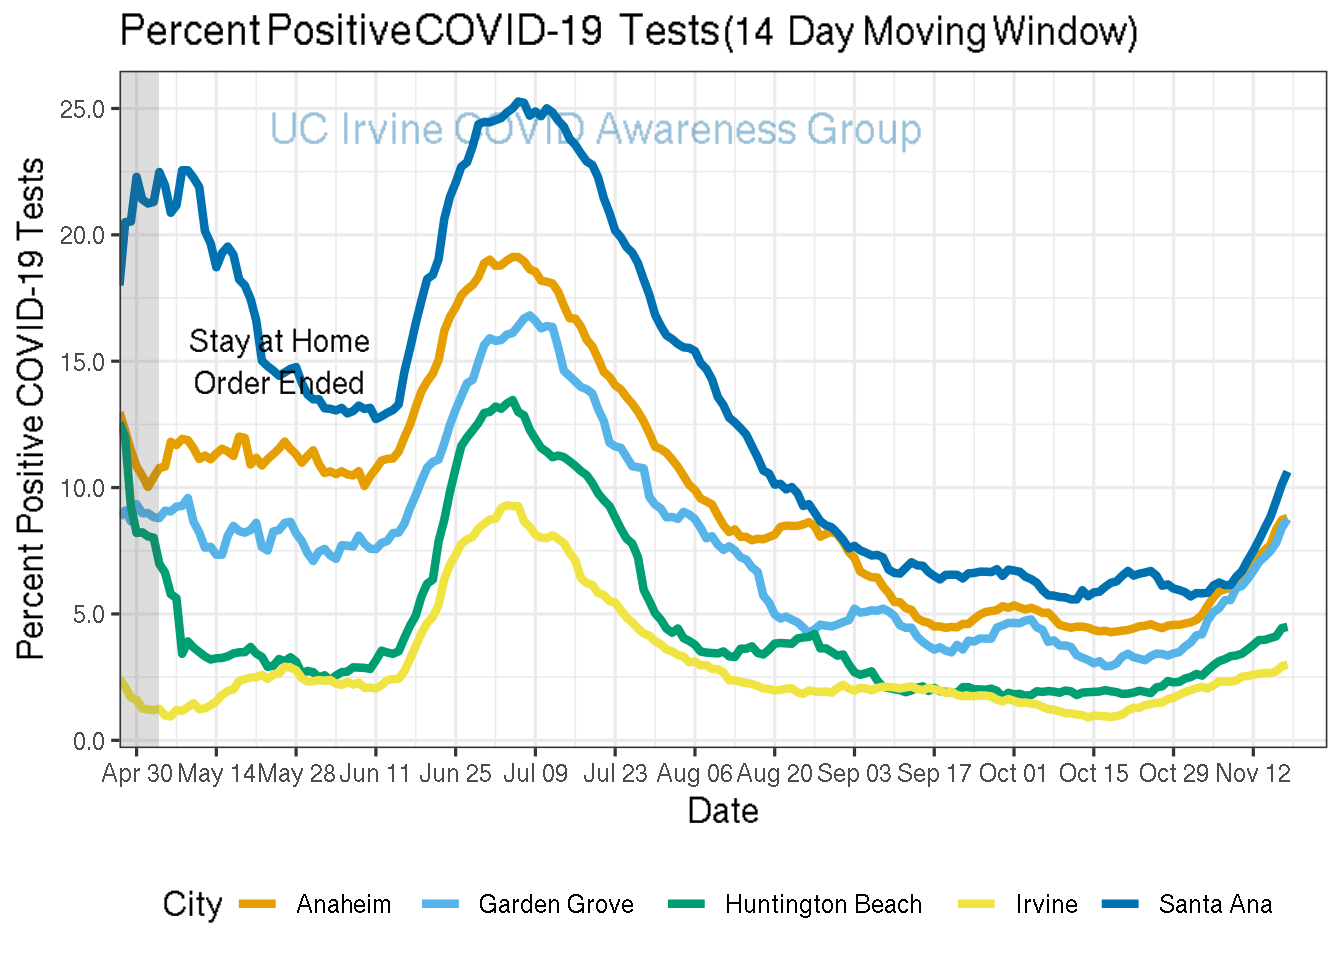 Percent Positive COVID-19 Tests(14 Day Moving Window)
UC Irvine COVID Awareness Group
Stay at Home
Order Ended
Percent Positive COVID-19 Tests
25.0
20.0
15.0
10.0
5.0
0.0
Apr 30 May 14 May 28 Jun 11 Jun 25 Jul 09 Jul 23 Aug 06 Aug 20 Sep 03 Sep 17 Oct 01 Oct 15 Oct 29 Nov 12
Date
City Anaheim Garden Grove Huntington Beach Irvine Santa Ana